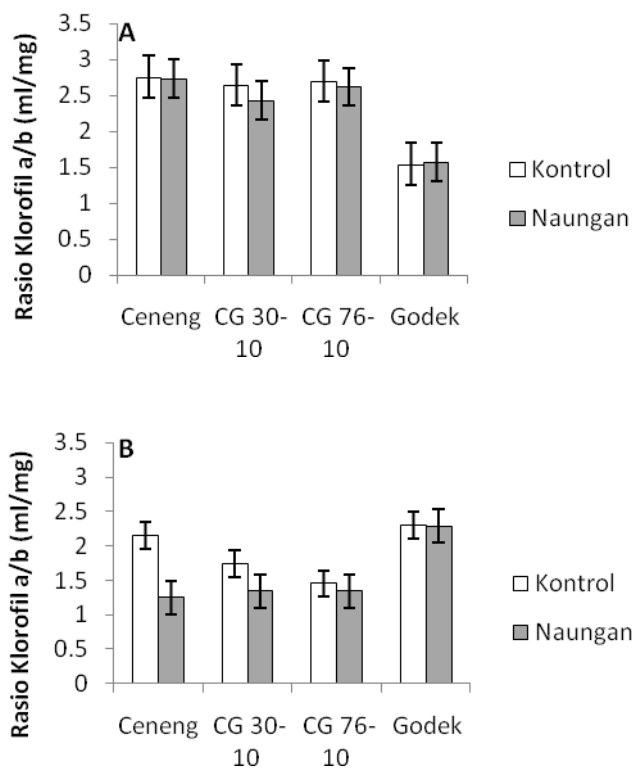 A
Rasio Klorofil a/b (ml/mg)
3.5
3
2.5
2
1.5
1
0.5
0
Ceneng
CG 30-
10
CG 76-
10
Godek
Kontrol
Naungan
B
Rasio Klorofil a/b (ml/mg)
3.5
3
2.5
2
1.5
1
0.5
0
Ceneng
CG 30-
10
CG 76-
10
Godek
Kontrol
Naungan